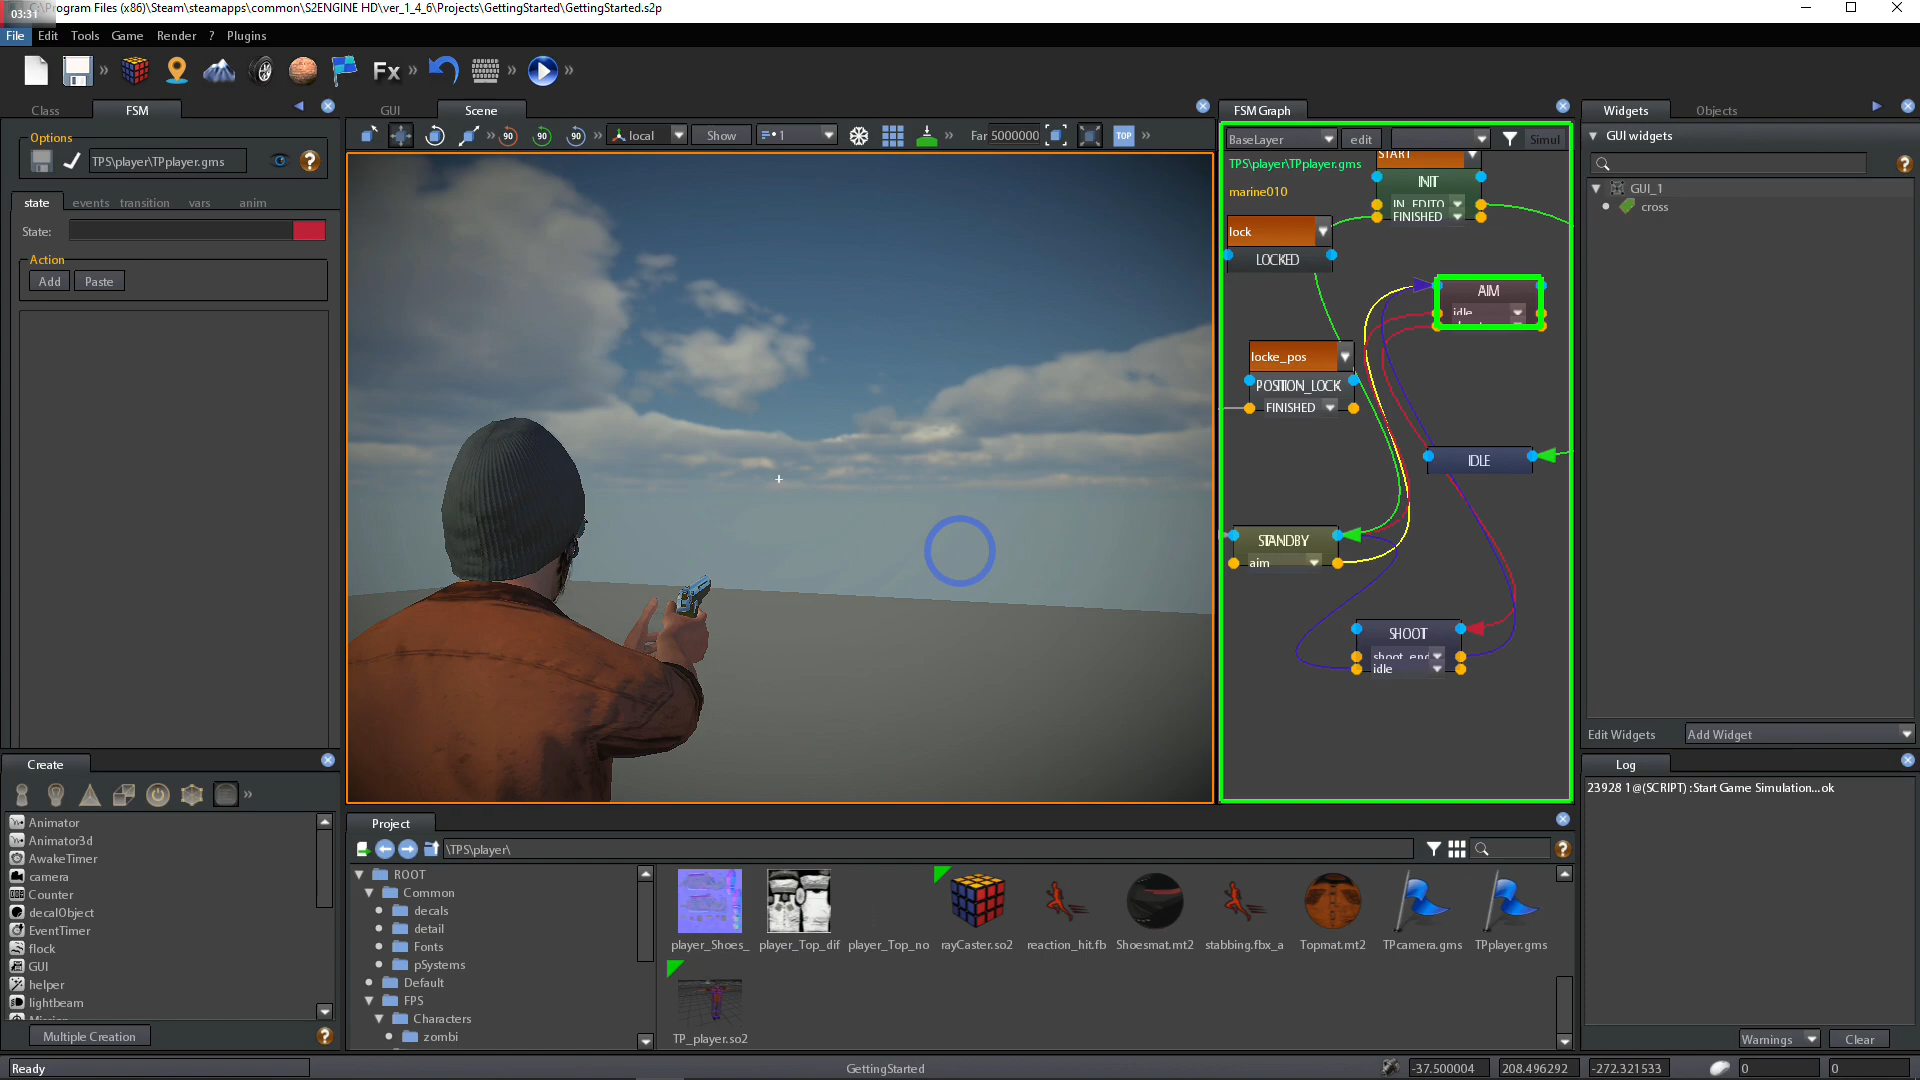 03:31
C:\Program Files (x86)\Steam\steamapps\common\S2ENGINE HD\ver_1_4_6\Projects\GettingStarted\GettingStarted.s2p
File Edit Tools Game Render ? Plugins
Fx
Class FSM
GUI Scene
FSM Graph
Widgets Objects
Options
TPS\player\TPplayer.gms
90 90 90 local Show 1 Far 5000000 TOP
BaseLayer edit Simul
GUI widgets
TPS\player\TPplayer.gms
marine010
START
INIT
IN_EDITO
FINISHED
GUI_1
cross
state events transition vars anim
State:
Action
Add Paste
lock
LOCKED
AIM
idle
locke_pos
POSITION_LOCK
FINISHED
IDLE
STANDBY
aim
SHOOT
shoot_end
idle
Edit Widgets Add Widget
Create
Animator
Animator3d
AwakeTimer
camera
Counter
decalObject
EventTimer
flock
GUI
helper
lightbeam
Multiple Creation
Project
\TPS\player\
ROOT
Common
decals
detail
Fonts
pSystems
Default
FPS
Characters
zombi
player_Shoes_ player_Top_dif player_Top_no rayCaster.so2 reaction_hit.fb Shoesmat.mt2 stabbing.fbx_a Topmat.mt2 TPcamera.gms TPplayer.gms
TP_player.so2
Log
23928 1@(SCRIPT) :Start Game Simulation...ok
Warnings Clear
Ready
GettingStarted
-37.500004 208.496292 -272.321533 0 0